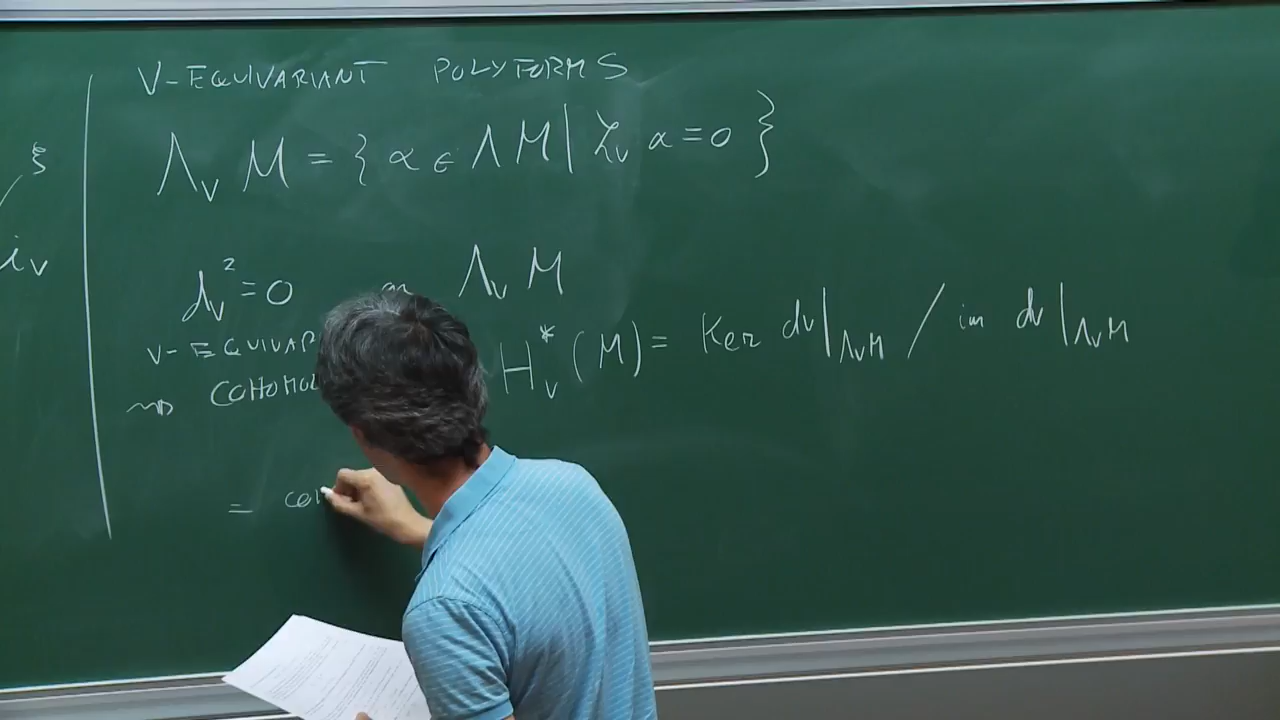 V-EQUIVARIANT POLYFORMS
Λ_V M = { α ∈ ΛM | ℒ_V α = 0 }
ξ
i_V
d_V² = 0 on Λ_V M
V-EQUIVAR
⇝ COHOMO H_V^*(M) = Ker d_V|_{Λ_V M} / im d_V|_{Λ_V M}
= co